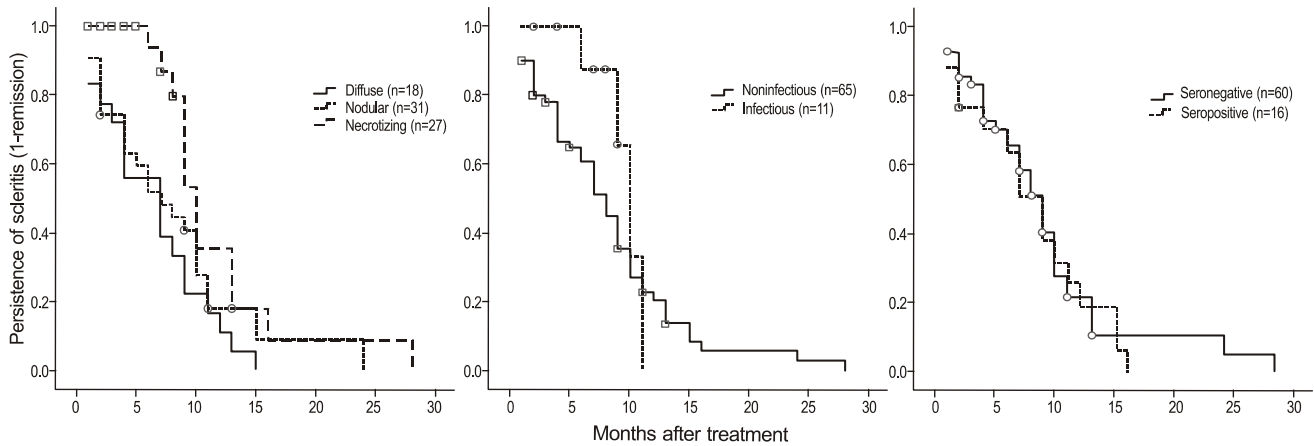 Persistence of scleritis (1-remission)
1.0
0.8
0.6
0.4
0.2
0.0
0 5 10 15 20 25 30
Diffuse (n=18)
Nodular (n=31)
Necrotizing (n=27)
1.0
0.8
0.6
0.4
0.2
0.0
0 5 10 15 20 25 30
Noninfectious (n=65)
Infectious (n=11)
1.0
0.8
0.6
0.4
0.2
0.0
0 5 10 15 20 25 30
Seronegative (n=60)
Seropositive (n=16)
Months after treatment